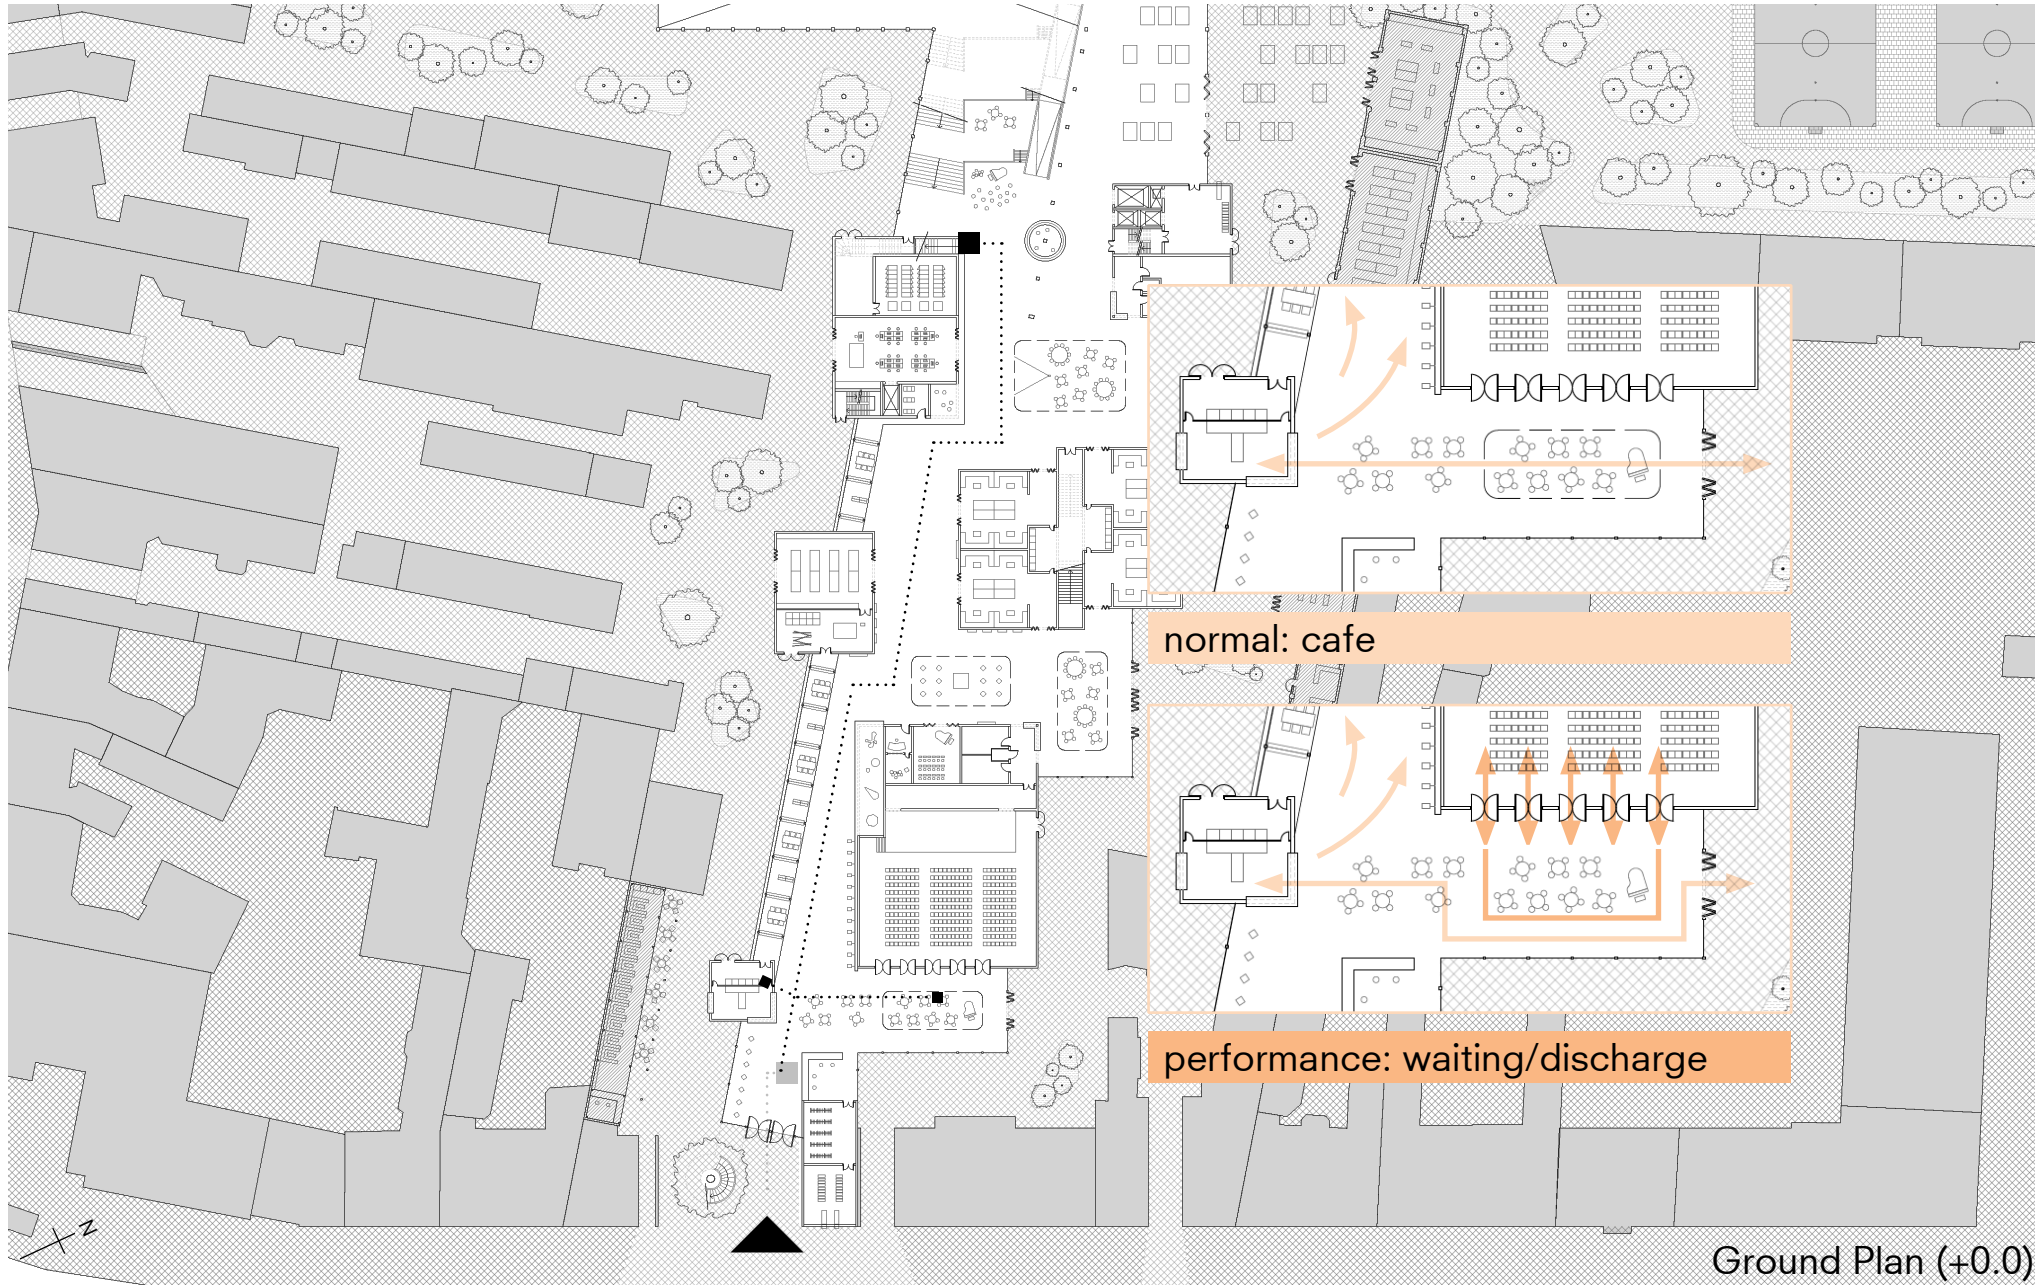 normal: cafe
performance: waiting/discharge
N
Ground Plan (+0.0)